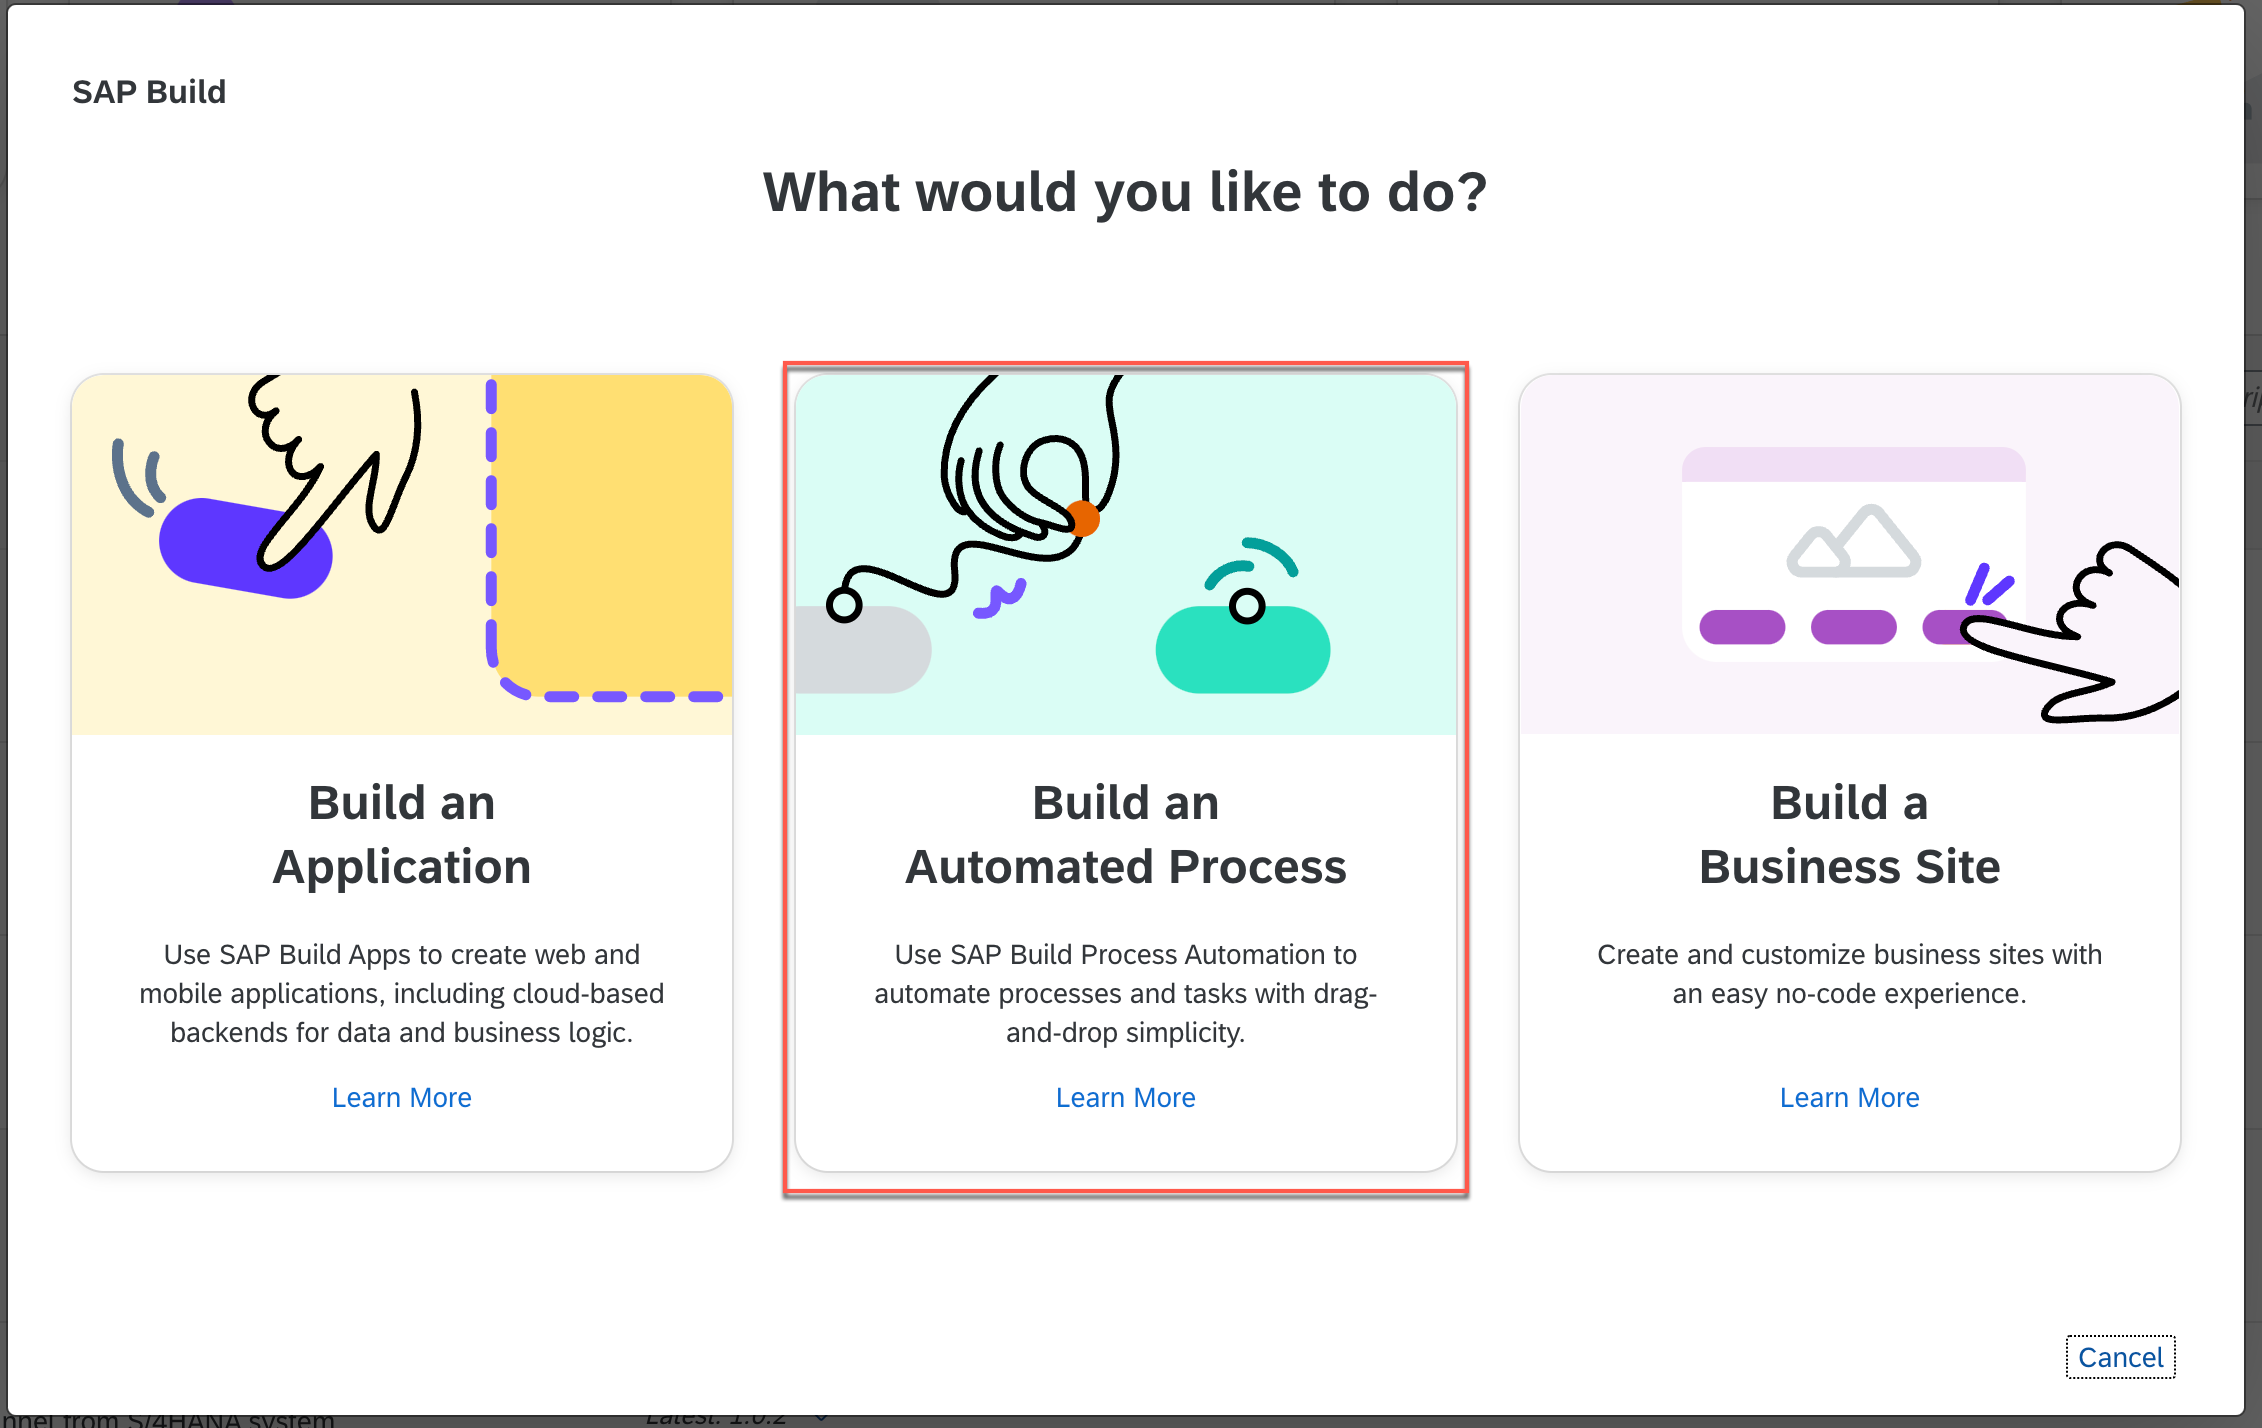 SAP Build
What would you like to do?
Build an
Application
Use SAP Build Apps to create web and
mobile applications, including cloud-based
backends for data and business logic.
Learn More
Build an
Automated Process
Use SAP Build Process Automation to
automate processes and tasks with drag-
and-drop simplicity.
Learn More
Build a
Business Site
Create and customize business sites with
an easy no-code experience.
Learn More
Cancel
from S/4HANA system
Latest: 1.0.2